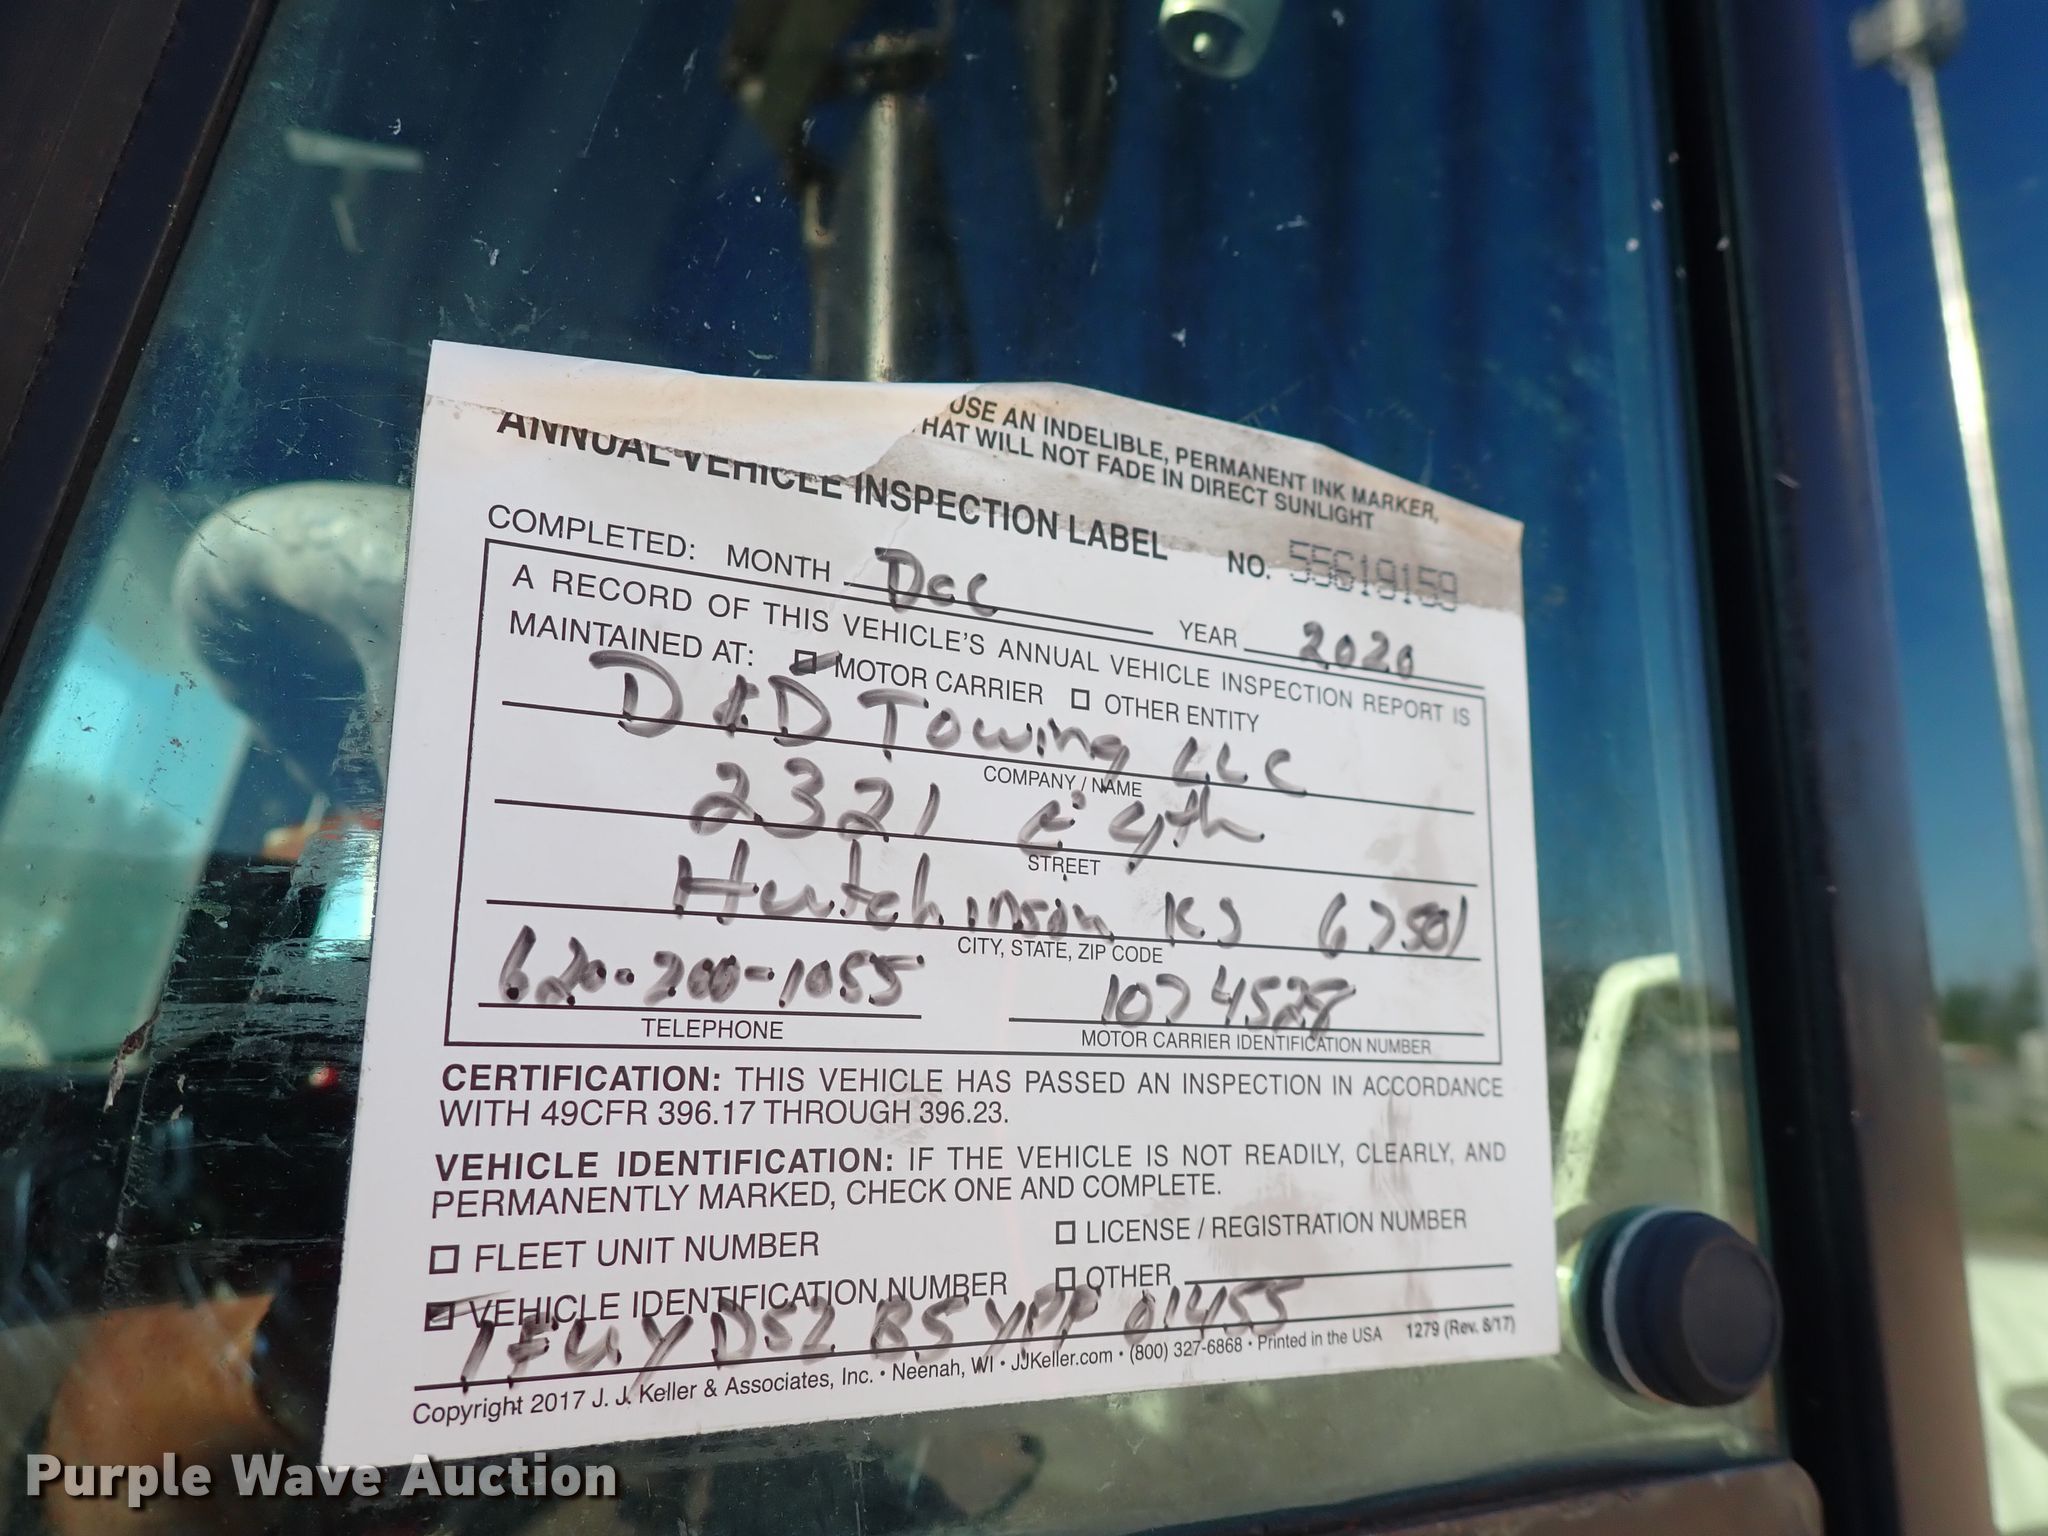 USE AN INDELIBLE, PERMANENT INK MARKER,
THAT WILL NOT FADE IN DIRECT SUNLIGHT
ANNUAL VEHICLE INSPECTION LABEL
NO. 55619159
COMPLETED: MONTH Dec YEAR 2020
A RECORD OF THIS VEHICLE'S ANNUAL VEHICLE INSPECTION REPORT IS
MAINTAINED AT: MOTOR CARRIER OTHER ENTITY
D & D Towing LLC
COMPANY / NAME
2321 E 4th
STREET
Hutchinson KS 67501
CITY, STATE, ZIP CODE
620-200-1055 1074528
TELEPHONE MOTOR CARRIER IDENTIFICATION NUMBER
CERTIFICATION: THIS VEHICLE HAS PASSED AN INSPECTION IN ACCORDANCE
WITH 49CFR 396.17 THROUGH 396.23.
VEHICLE IDENTIFICATION: IF THE VEHICLE IS NOT READILY, CLEARLY, AND
PERMANENTLY MARKED, CHECK ONE AND COMPLETE.
FLEET UNIT NUMBER LICENSE / REGISTRATION NUMBER
VEHICLE IDENTIFICATION NUMBER OTHER
Copyright 2017 J. J. Keller & Associates, Inc. • Neenah, WI • JJKeller.com • (800) 327-6868 • Printed in the USA 1279 (Rev. 8/17)
Purple Wave Auction